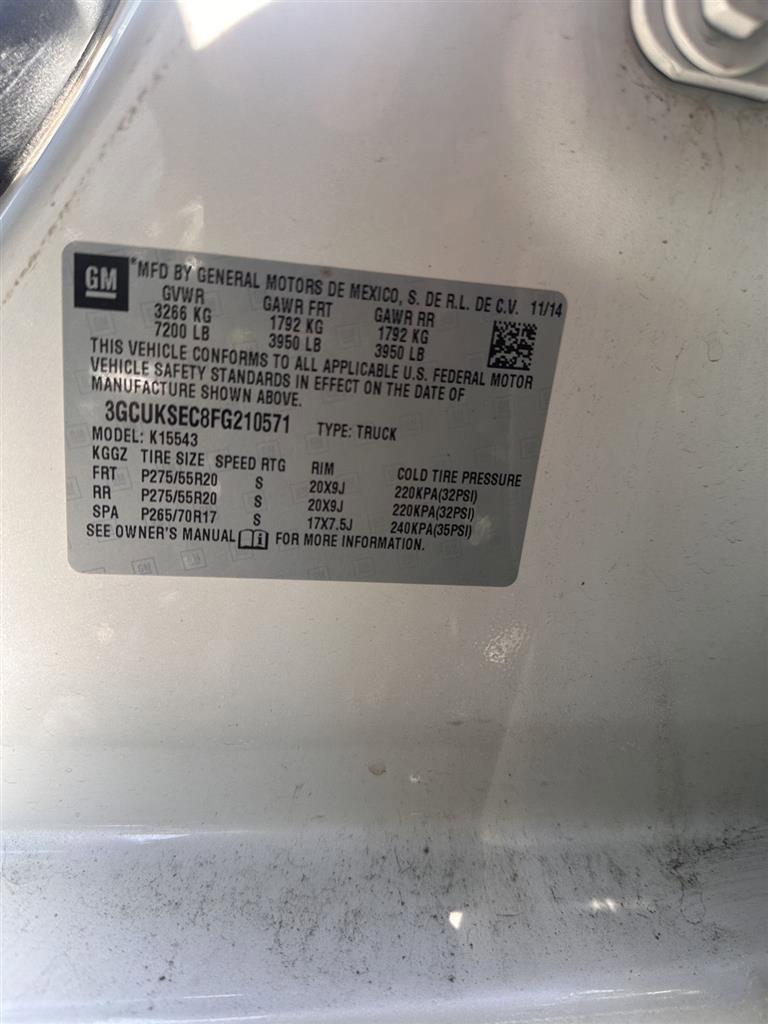 GM *MFD BY GENERAL MOTORS DE MEXICO, S. DE R.L. DE C.V. 11/14
GVWR GAWR FRT GAWR RR
3266 KG 1792 KG 1792 KG
7200 LB 3950 LB 3950 LB
THIS VEHICLE CONFORMS TO ALL APPLICABLE U.S. FEDERAL MOTOR
VEHICLE SAFETY STANDARDS IN EFFECT ON THE DATE OF
MANUFACTURE SHOWN ABOVE.
3GCUKSEC8FG210571 TYPE: TRUCK
MODEL: K15543
KGGZ TIRE SIZE SPEED RTG RIM COLD TIRE PRESSURE
FRT P275/55R20 S 20X9J 220KPA(32PSI)
RR P275/55R20 S 20X9J 220KPA(32PSI)
SPA P265/70R17 S 17X7.5J 240KPA(35PSI)
SEE OWNER'S MANUAL FOR MORE INFORMATION.